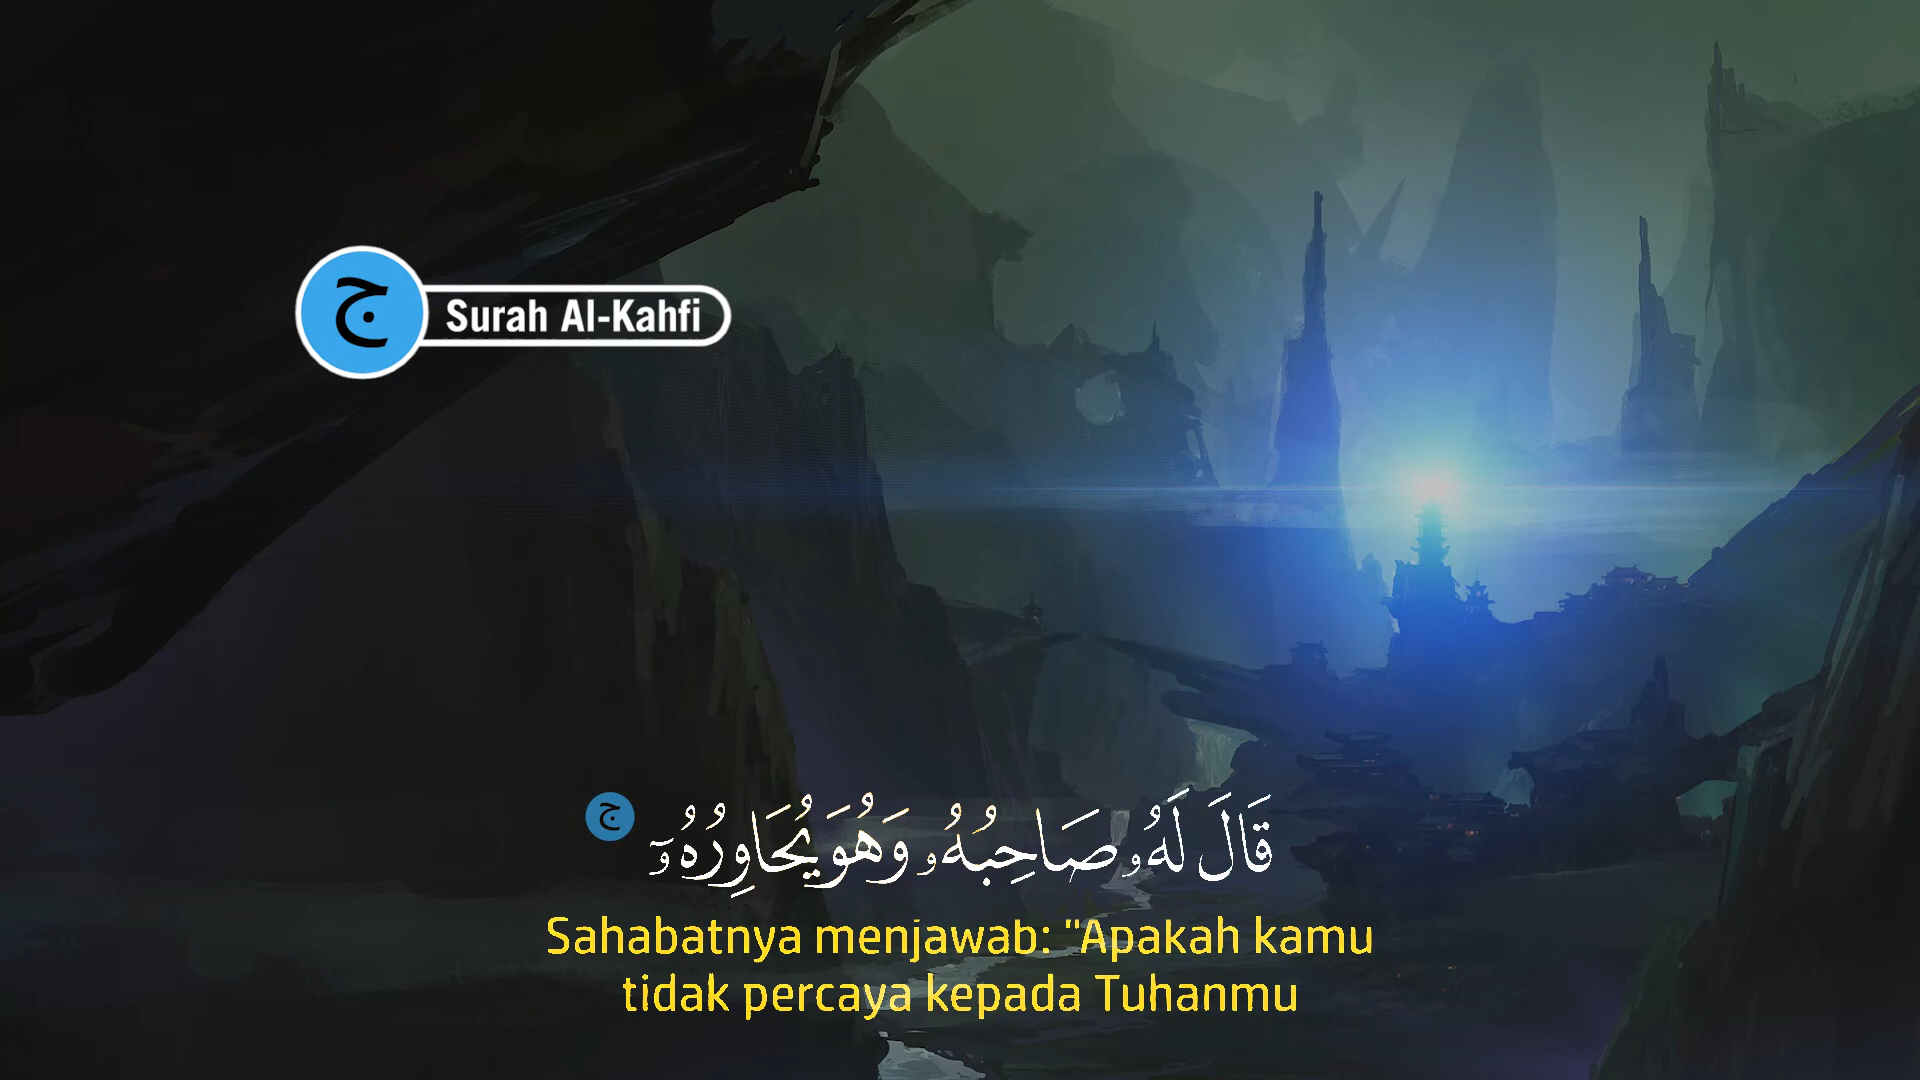 ج
Surah Al-Kahfi
ج
قَالَ لَهُۥ صَاحِبُهُۥ وَهُوَ يُحَاوِرُهُۥٓ
Sahabatnya menjawab: "Apakah kamu
tidak percaya kepada Tuhanmu